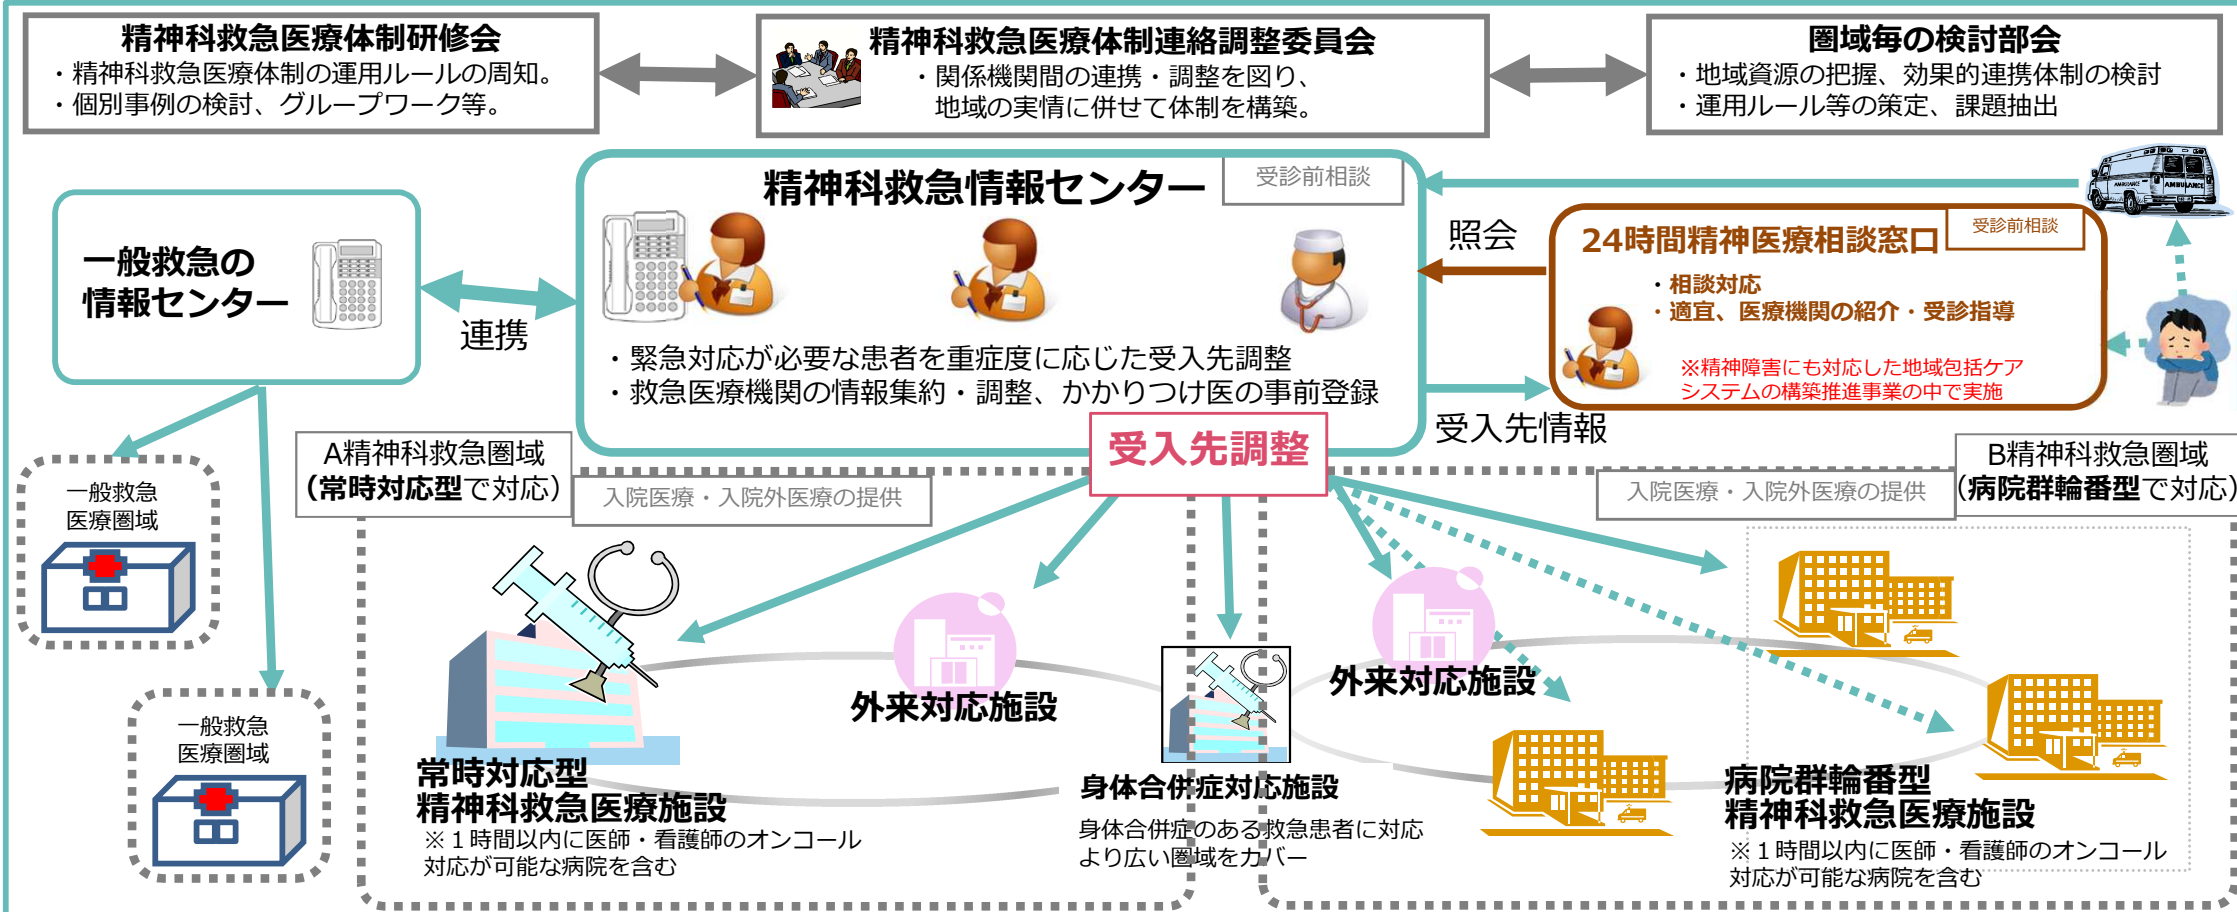 精神科救急医療体制研修会
・精神科救急医療体制の運用ルールの周知。
・個別事例の検討、グループワーク等。
精神科救急医療体制連絡調整委員会
・関係機関間の連携・調整を図り、
地域の実情に併せて体制を構築。
圏域毎の検討部会
・地域資源の把握、効果的連携体制の検討
・運用ルール等の策定、課題抽出
一般救急の
情報センター
連携
精神科救急情報センター
受診前相談
・緊急対応が必要な患者を重症度に応じた受入先調整
・救急医療機関の情報集約・調整、かかりつけ医の事前登録
照会
受入先情報
AMBULANCE
AMBULANCE
24時間精神医療相談窓口
受診前相談
・相談対応
・適宜、医療機関の紹介・受診指導
※精神障害にも対応した地域包括ケア
システムの構築推進事業の中で実施
受入先調整
一般救急
医療圏域
一般救急
医療圏域
A精神科救急圏域
(常時対応型で対応)
入院医療・入院外医療の提供
入院医療・入院外医療の提供
B精神科救急圏域
(病院群輪番型で対応)
外来対応施設
外来対応施設
常時対応型
精神科救急医療施設
※１時間以内に医師・看護師のオンコール
対応が可能な病院を含む
身体合併症対応施設
身体合併症のある救急患者に対応
より広い圏域をカバー
病院群輪番型
精神科救急医療施設
※１時間以内に医師・看護師のオンコール
対応が可能な病院を含む